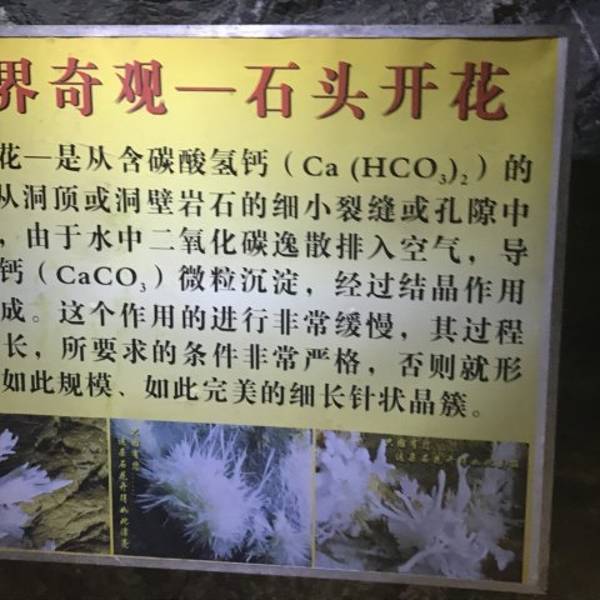 界奇观—石头开花
花—是从含碳酸氢钙（Ca (HCO₃)₂）的
从洞顶或洞壁岩石的细小裂缝或孔隙中
，由于水中二氧化碳逸散排入空气，导
钙（CaCO₃）微粒沉淀，经过结晶作用
成。这个作用的进行非常缓慢，其过程
长，所要求的条件非常严格，否则就形
如此规模、如此完美的细长针状晶簇。